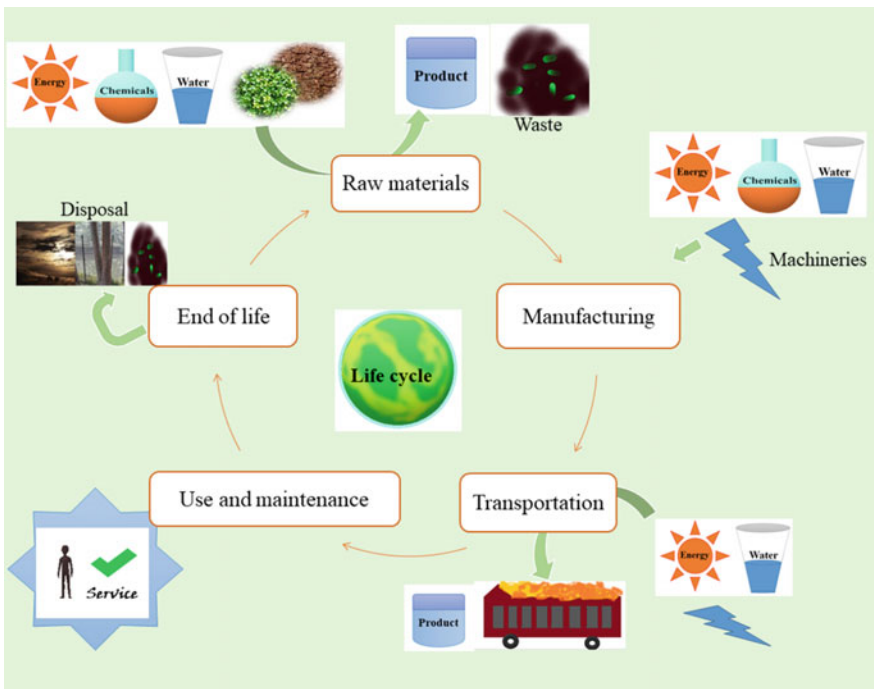 Energy
Chemicals
Water
Product
Waste
Raw materials
Energy
Chemicals
Water
Machineries
Disposal
End of life
Manufacturing
Life cycle
Use and maintenance
Transportation
Service
Energy
Water
Product